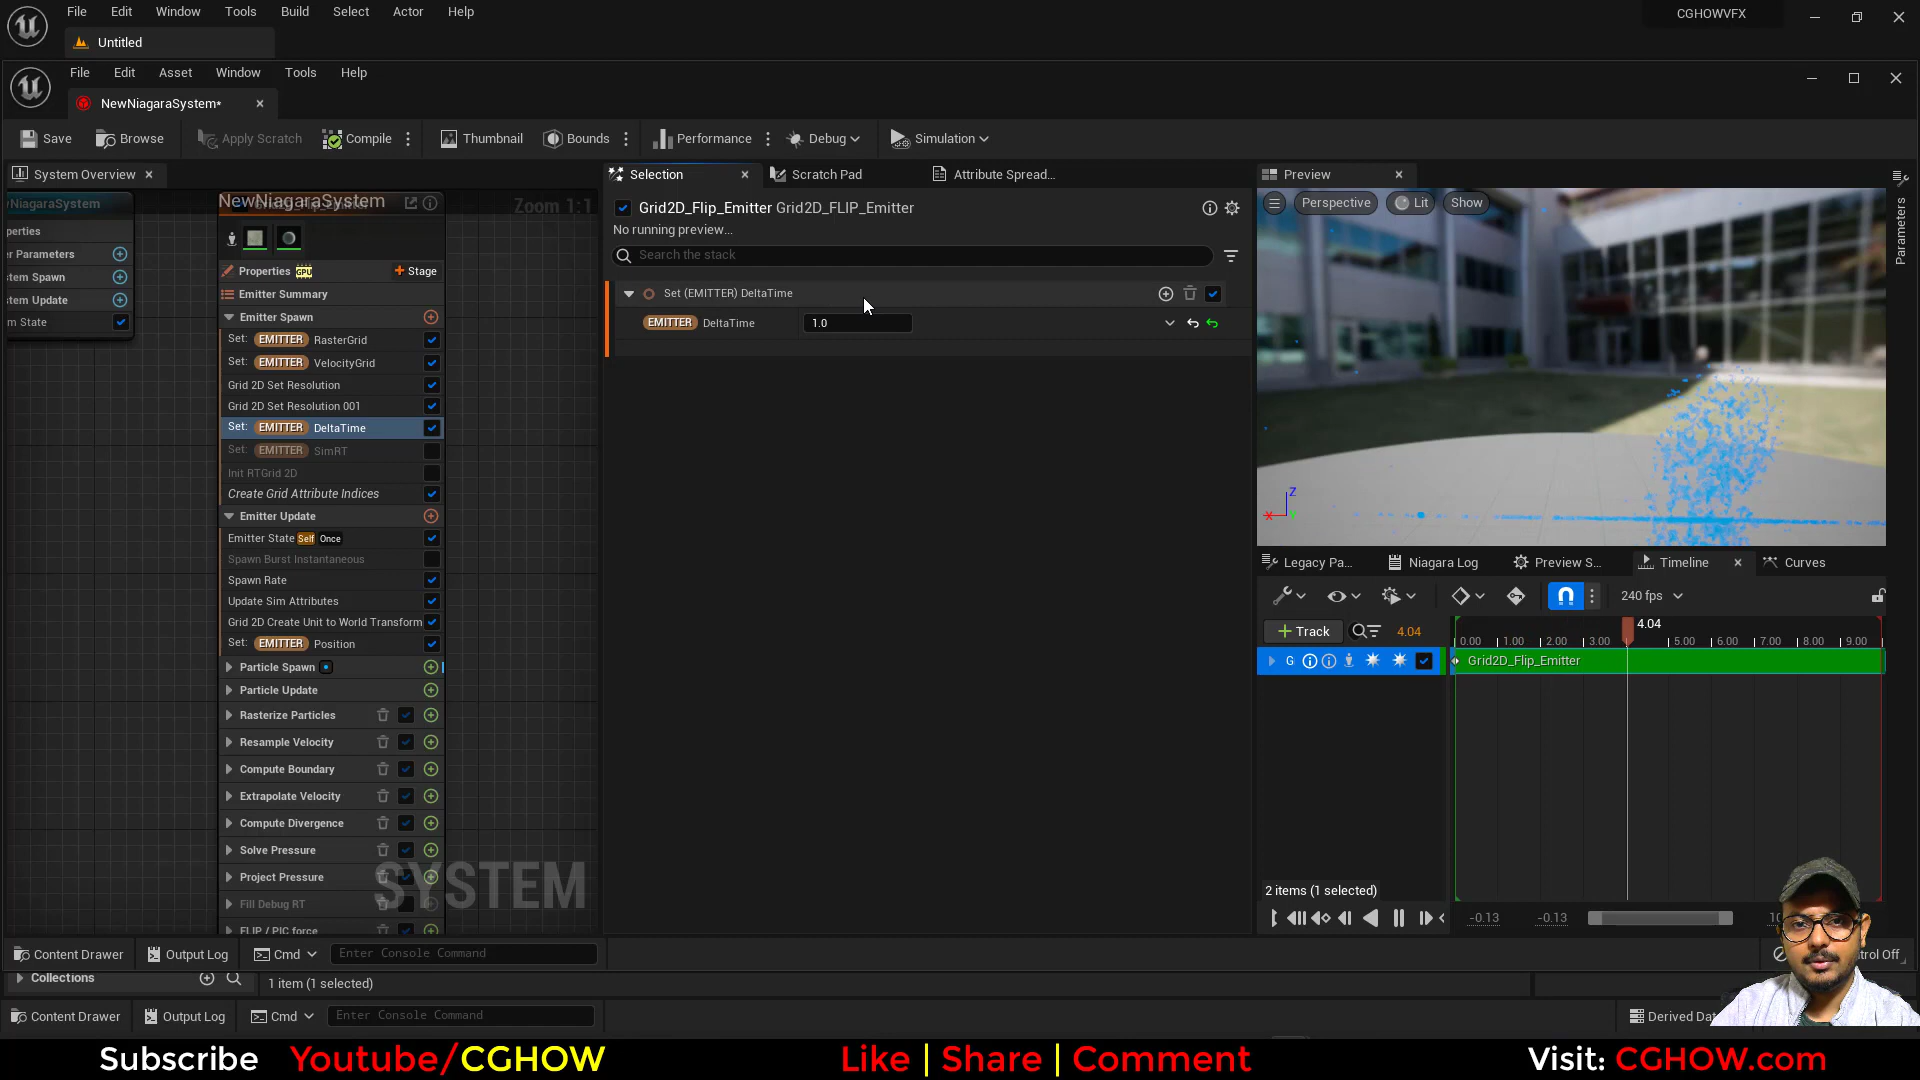 File Edit Window Tools Build Select Actor Help CGHOWVFX
Untitled
File Edit Asset Window Tools Help
NewNiagaraSystem*
Save Browse Apply Scratch Compile Thumbnail Bounds Performance Debug Simulation
System Overview Selection Scratch Pad Attribute Spread... Preview
NewNiagaraSystem Zoom 1:1
Grid2D_Flip_Emitter Grid2D_FLIP_Emitter
No running preview...
Search the stack
Perspective Lit Show
Parameters
Set (EMITTER) DeltaTime
EMITTER DeltaTime 1.0
Z
X
Properties GPU Stage
Emitter Summary
Emitter Spawn
Set: EMITTER RasterGrid
Set: EMITTER VelocityGrid
Grid 2D Set Resolution
Grid 2D Set Resolution 001
Set: EMITTER DeltaTime
Set: EMITTER SimRT
Init RTGrid 2D
Create Grid Attribute Indices
Emitter Update
Emitter State Self Once
Spawn Burst Instantaneous
Spawn Rate
Update Sim Attributes
Grid 2D Create Unit to World Transform
Set: EMITTER Position
Particle Spawn
Particle Update
Rasterize Particles
Resample Velocity
Compute Boundary
Extrapolate Velocity
Compute Divergence
Solve Pressure
Project Pressure
Fill Debug RT
FLIP / PIC force
SYSTEM
Legacy Pa... Niagara Log Preview S... Timeline Curves
240 fps
Track 4.04 4.04
0.00 1.00 2.00 3.00 5.00 6.00 7.00 8.00 9.00
G Grid2D_Flip_Emitter
2 items (1 selected)
-0.13 -0.13
Content Drawer Output Log Cmd Enter Console Command
Collections 1 item (1 selected)
Content Drawer Output Log Cmd Enter Console Command
Subscribe Youtube/CGHOW Like | Share | Comment Visit: CGHOW.com